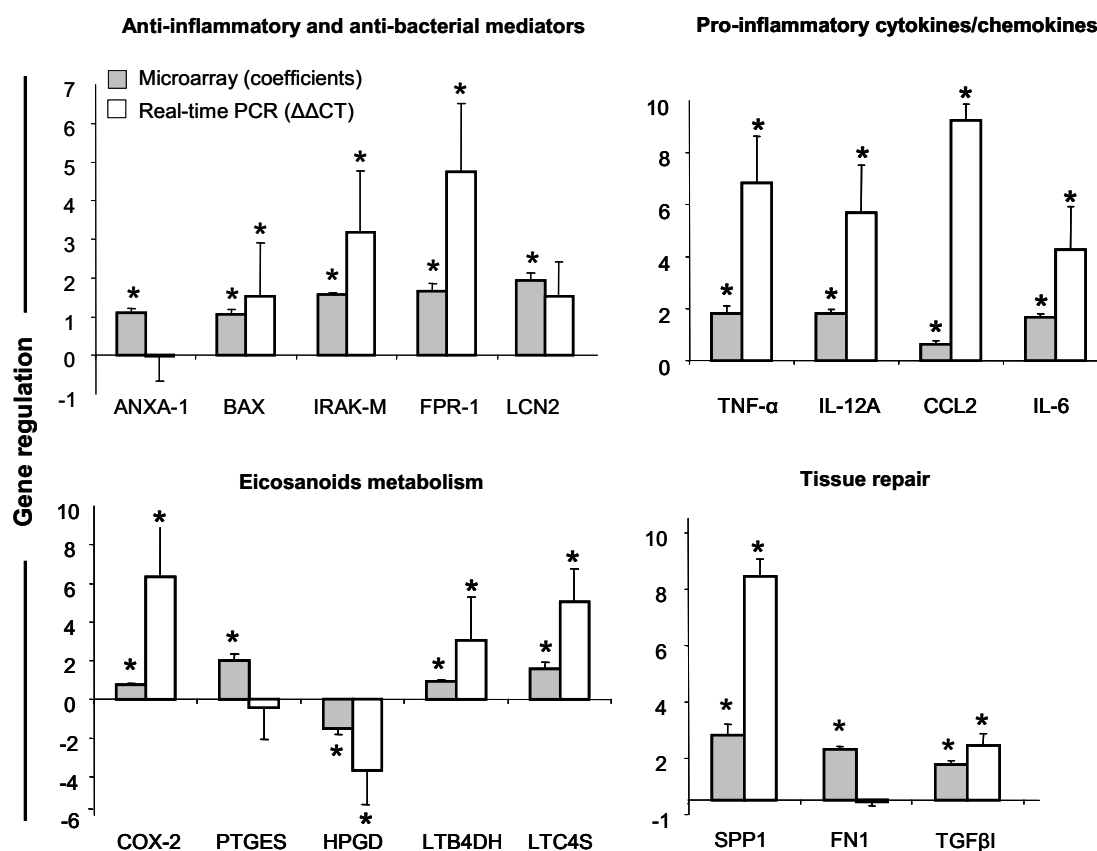 Anti-inflammatory and anti-bacterial mediators
Pro-inflammatory cytokines/chemokines
Gene regulation
Microarray (coefficients)
Real-time PCR (ΔΔCT)
7
6
5
4
3
2
1
0
-1
* * * * * * * *
ANXA-1 BAX IRAK-M FPR-1 LCN2
10
8
6
4
2
0
* * * * * * * *
TNF-α IL-12A CCL2 IL-6
Eicosanoids metabolism
10
8
6
4
2
0
-2
-4
-6
* * * * * * * * *
COX-2 PTGES HPGD LTB4DH LTC4S
Tissue repair
10
8
6
4
2
-1
* * * * *
SPP1 FN1 TGFβI